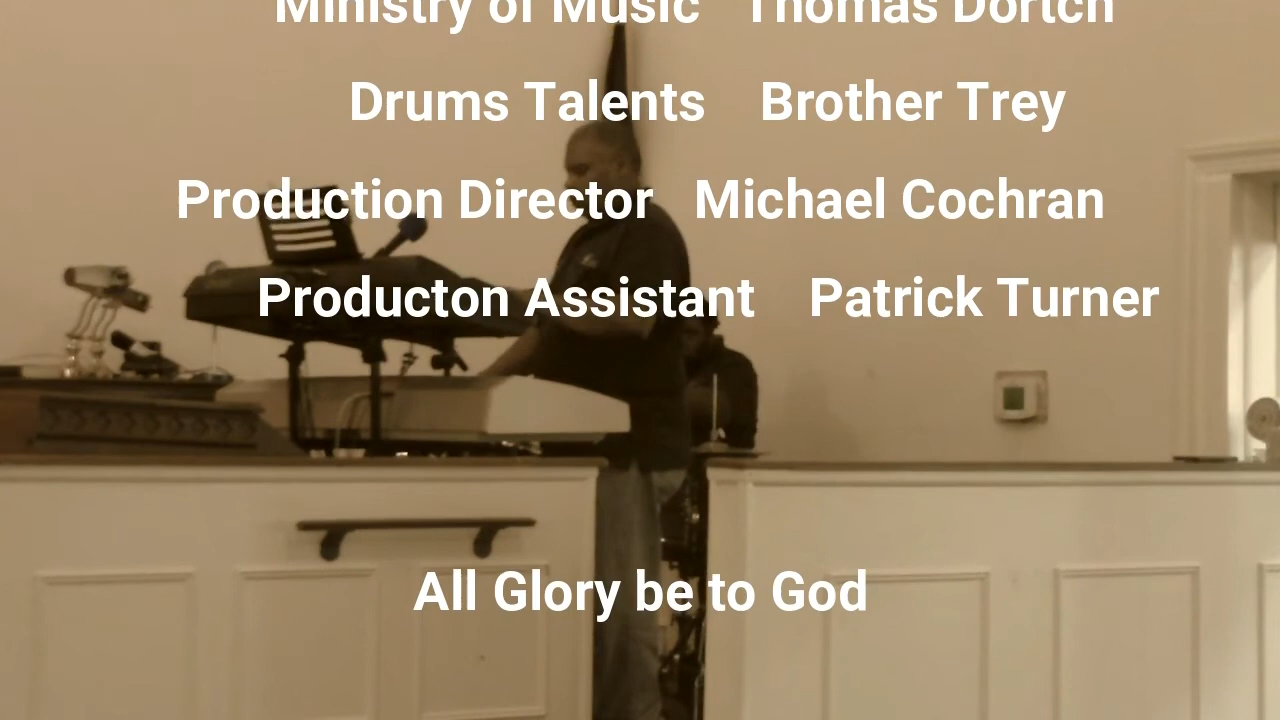 Ministry of Music Thomas Dortch
Drums Talents Brother Trey
Production Director Michael Cochran
Producton Assistant Patrick Turner
All Glory be to God